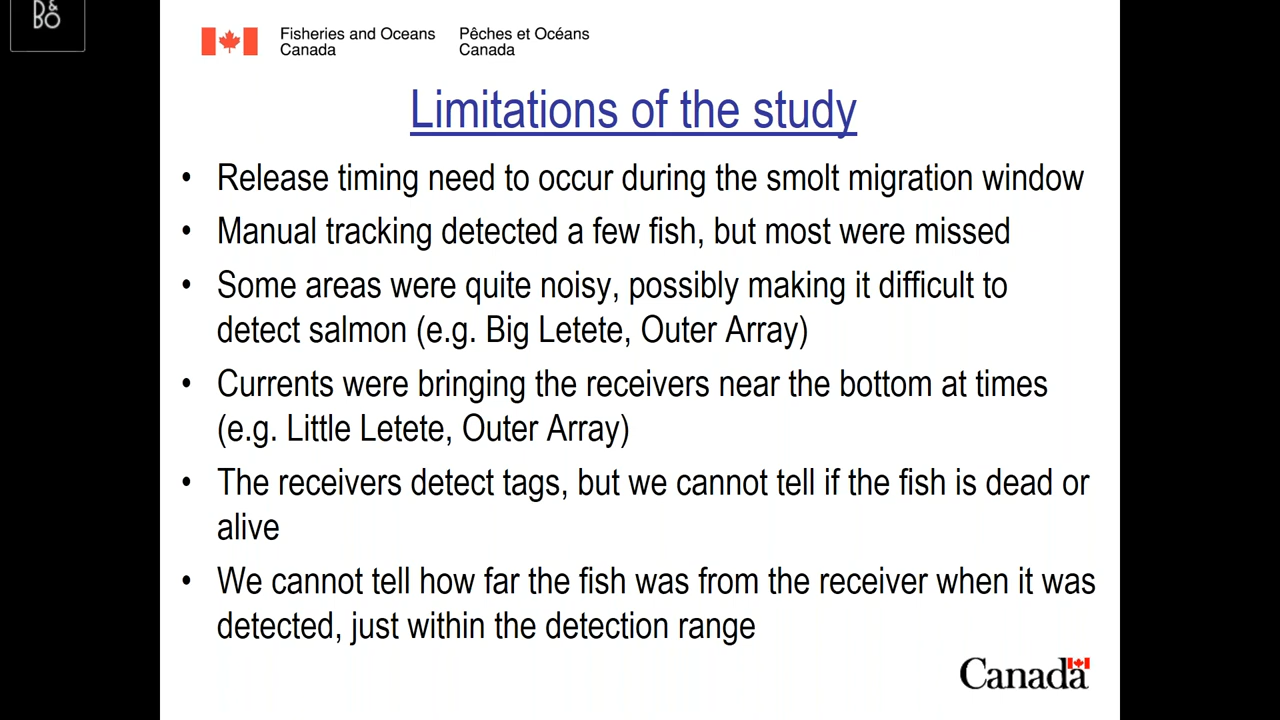 B&O
Fisheries and Oceans Pêches et Océans
Canada Canada
Limitations of the study
• Release timing need to occur during the smolt migration window
• Manual tracking detected a few fish, but most were missed
• Some areas were quite noisy, possibly making it difficult to
detect salmon (e.g. Big Letete, Outer Array)
• Currents were bringing the receivers near the bottom at times
(e.g. Little Letete, Outer Array)
• The receivers detect tags, but we cannot tell if the fish is dead or
alive
• We cannot tell how far the fish was from the receiver when it was
detected, just within the detection range
Canada